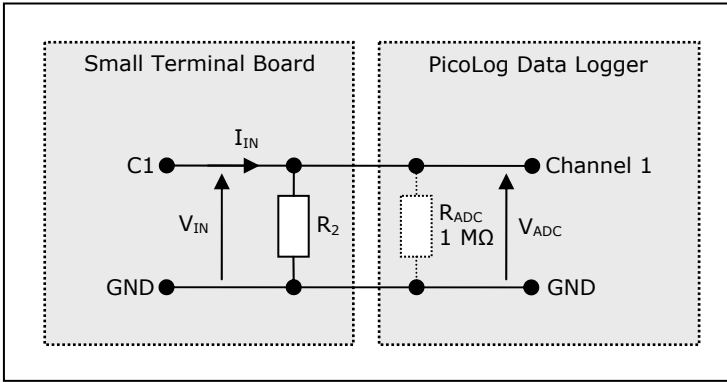 Small Terminal Board
PicoLog Data Logger
I_IN
C1
Channel 1
V_IN
R_2
R_ADC
1 MΩ
V_ADC
GND
GND